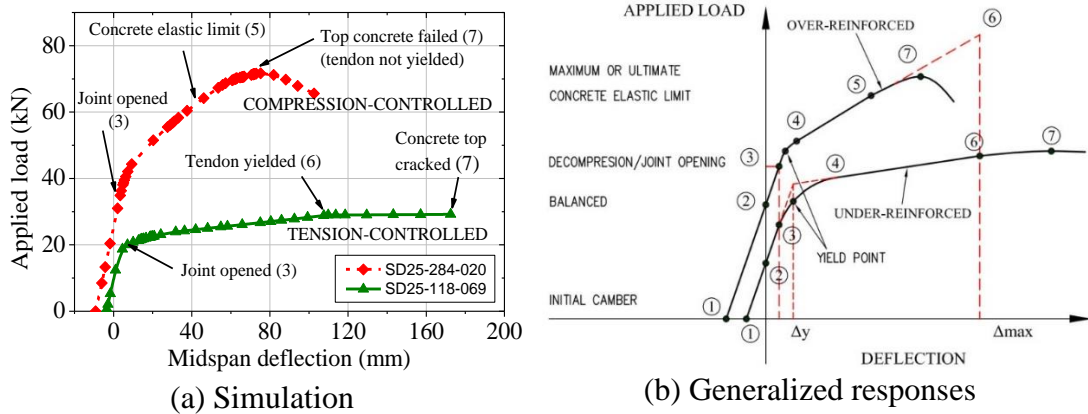 Concrete elastic limit (5)
Top concrete failed (7)
(tendon not yielded)
Joint opened
(3)
COMPRESSION-CONTROLLED
Concrete top
cracked
(7)
Tendon yielded (6)
TENSION-CONTROLLED
Joint opened (3)
SD25-284-020
SD25-118-069
Applied load (kN)
80
60
40
20
0
0 40 80 120 160 200
Midspan deflection (mm)
(a) Simulation
APPLIED LOAD
OVER-REINFORCED
MAXIMUM OR ULTIMATE
CONCRETE ELASTIC LIMIT
DECOMPRESION/JOINT OPENING
BALANCED
INITIAL CAMBER
UNDER-REINFORCED
YIELD POINT
① ② ③ ④ ⑤ ⑦ ⑥
① ② ③ ④ ⑥ ⑦
Δy
Δmax
DEFLECTION
(b) Generalized responses